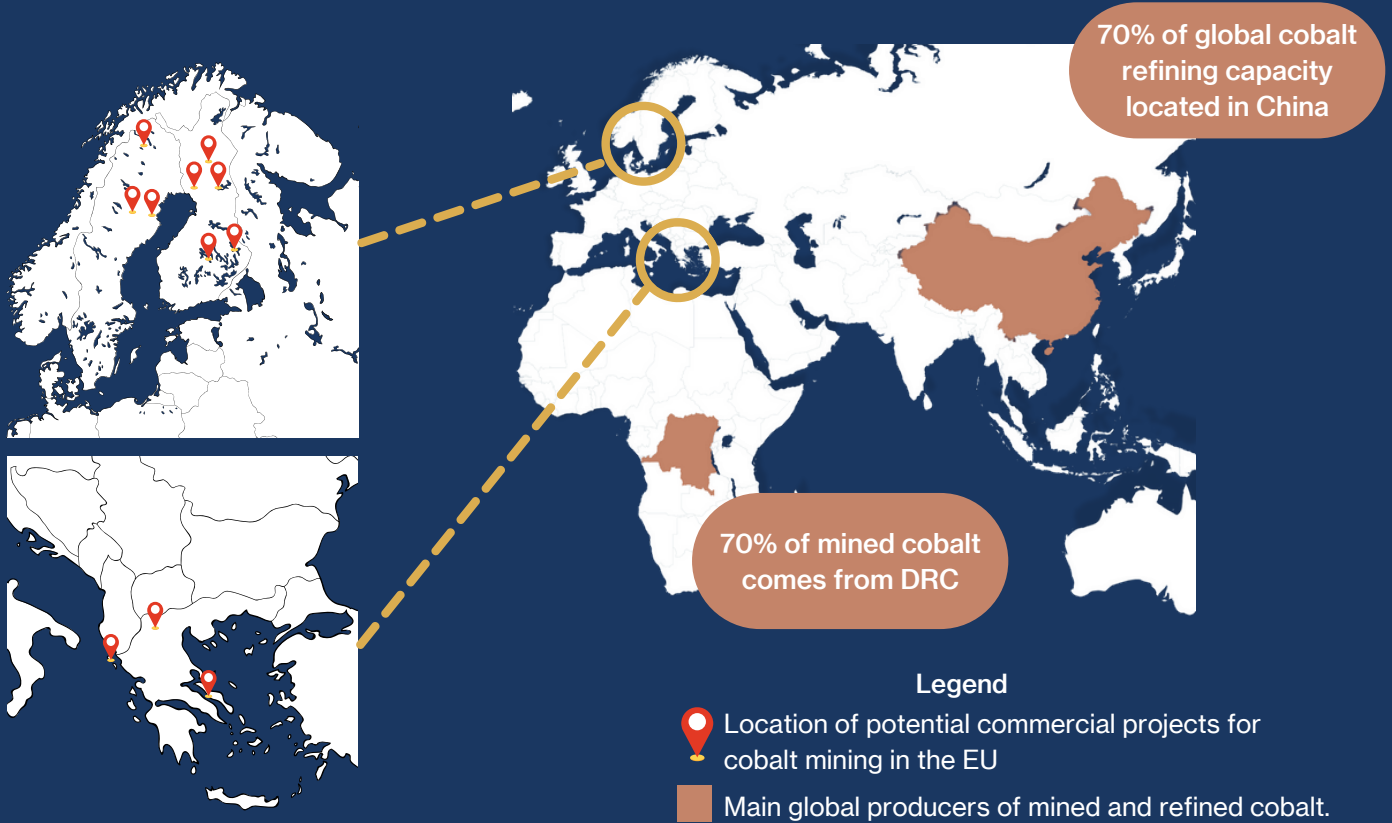 70% of global cobalt
refining capacity
located in China
70% of mined cobalt
comes from DRC
Legend
Location of potential commercial projects for
cobalt mining in the EU
Main global producers of mined and refined cobalt.